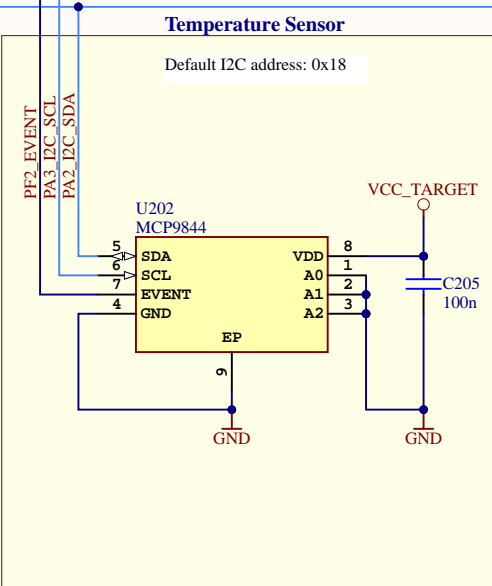 Temperature Sensor
Default I2C address: 0x18
PF2_EVENT
PA3_I2C_SCL
PA2_I2C_SDA
VCC_TARGET
U202
MCP9844
5 SDA VDD 8
6 SCL A0 1
7 EVENT A1 2
4 GND A2 3
C205
100n
EP
9
GND GND